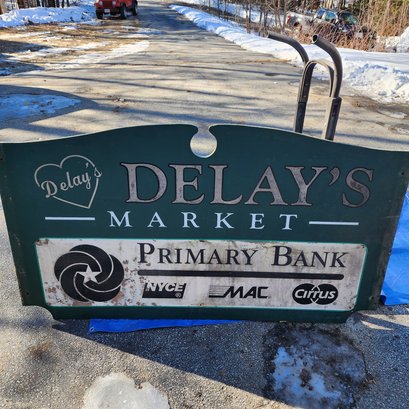 Delay's
DELAY'S
MARKET
PRIMARY BANK
NYCE MAC CIRRUS